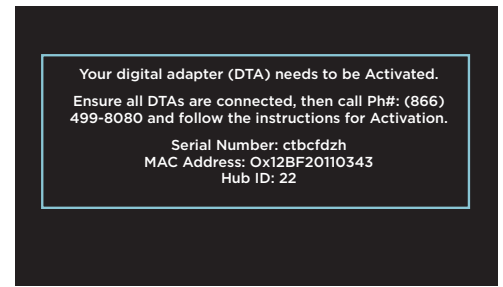 Your digital adapter (DTA) needs to be Activated.
Ensure all DTAs are connected, then call Ph#: (866)
499-8080 and follow the instructions for Activation.
Serial Number: ctbcfdzh
MAC Address: Ox12BF20110343
Hub ID: 22